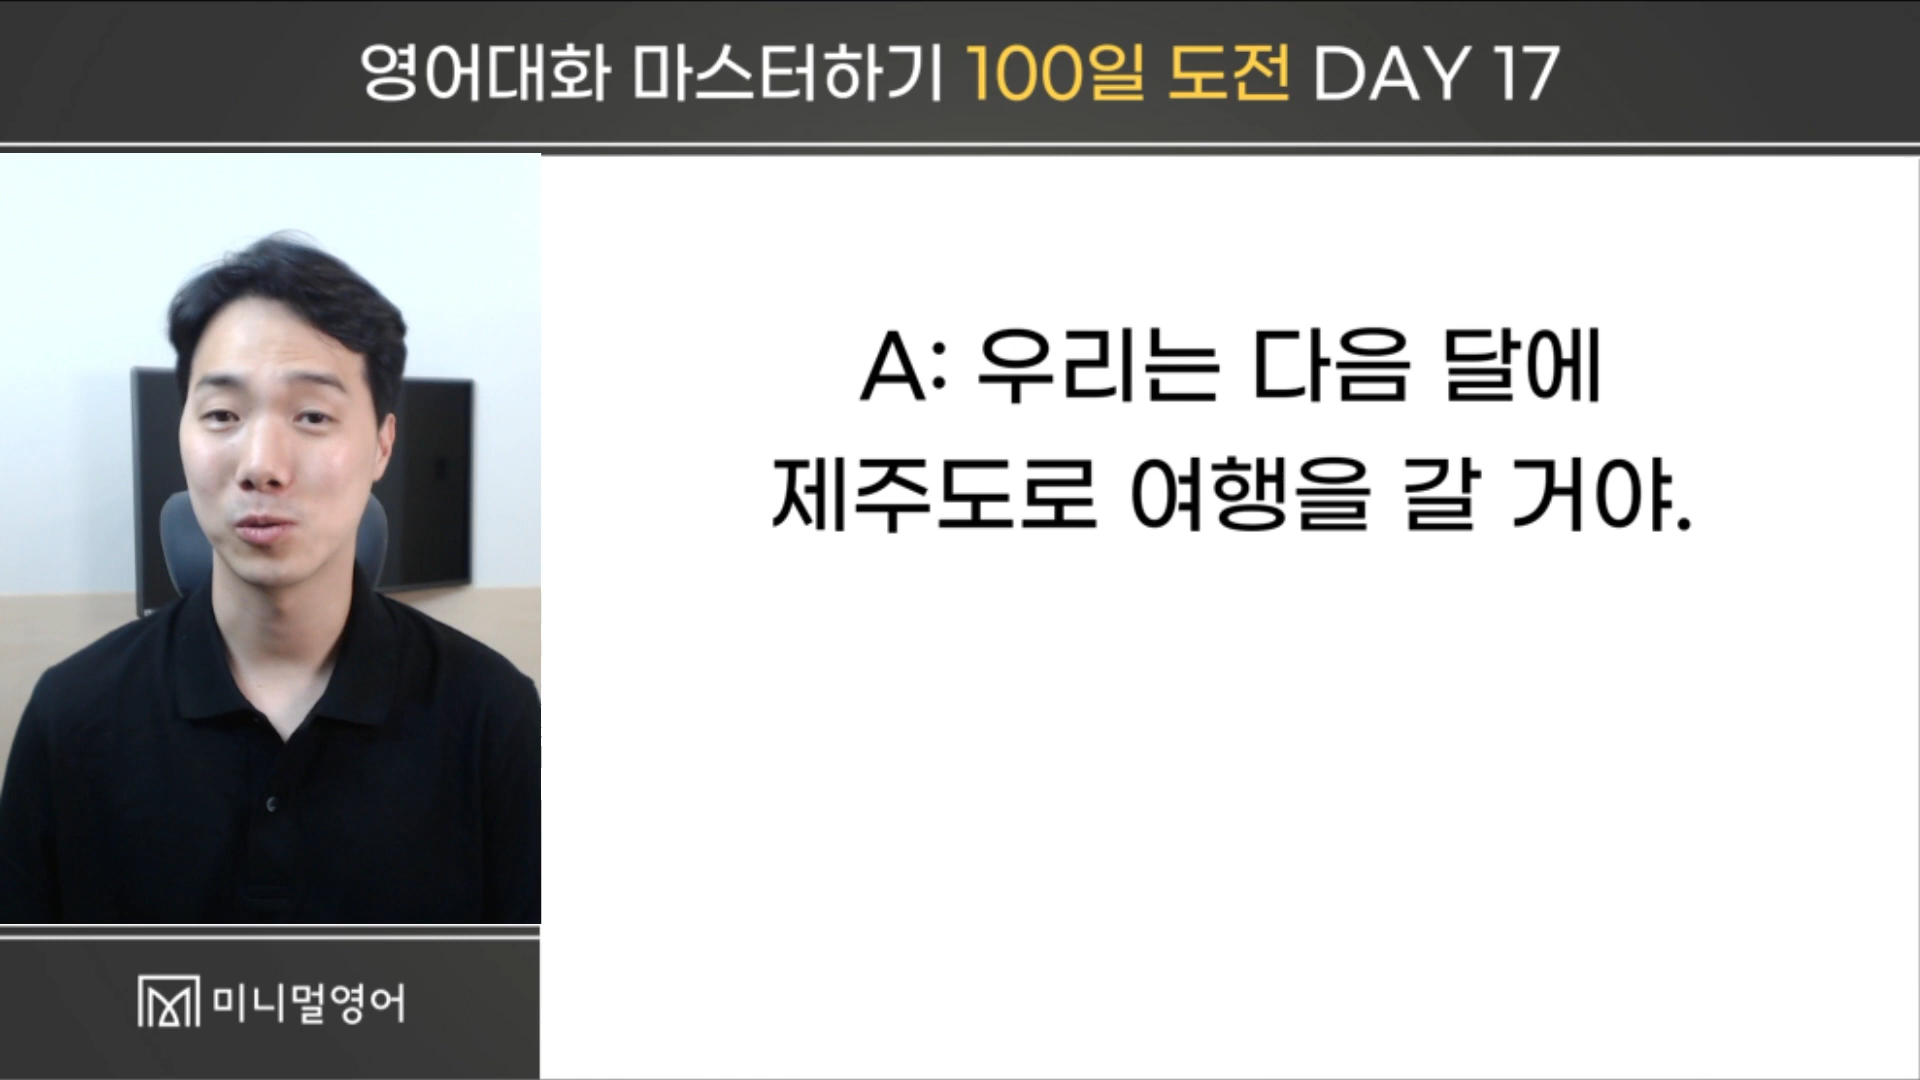 영어대화 마스터하기 100일 도전 DAY 17
A: 우리는 다음 달에
제주도로 여행을 갈 거야.
미니멀영어